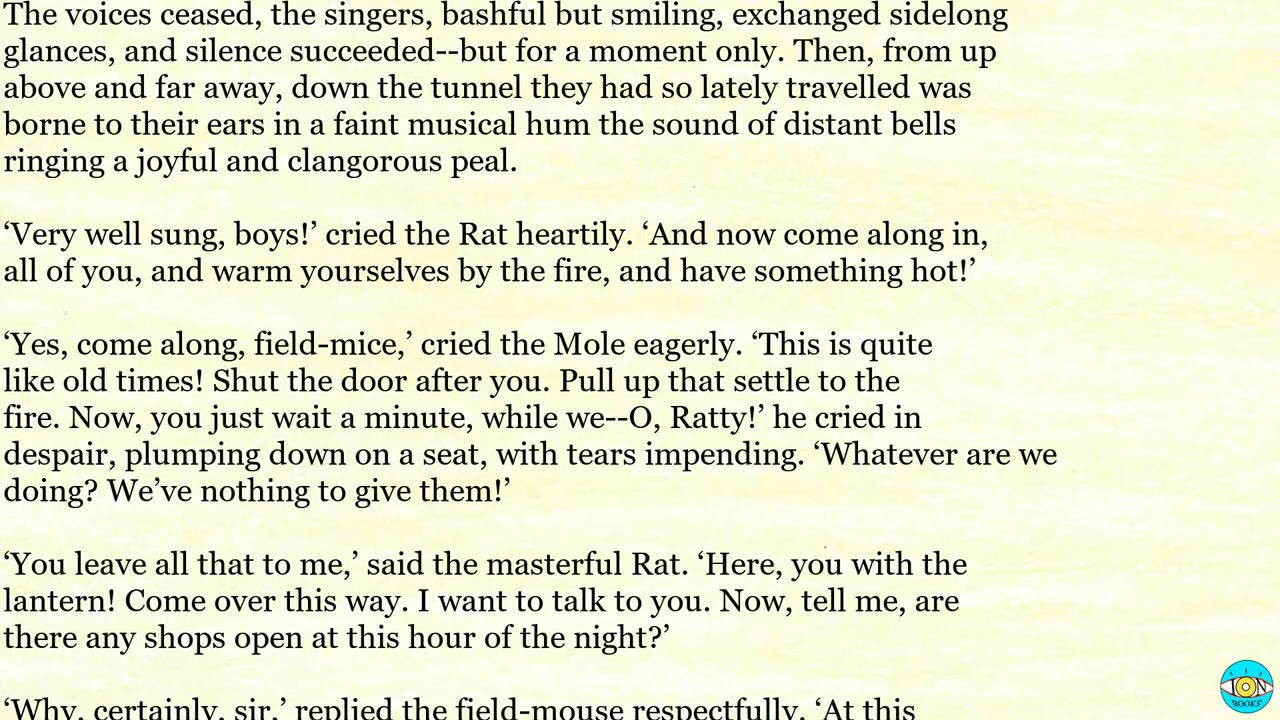 The voices ceased, the singers, bashful but smiling, exchanged sidelong
glances, and silence succeeded--but for a moment only. Then, from up
above and far away, down the tunnel they had so lately travelled was
borne to their ears in a faint musical hum the sound of distant bells
ringing a joyful and clangorous peal.
‘Very well sung, boys!’ cried the Rat heartily. ‘And now come along in,
all of you, and warm yourselves by the fire, and have something hot!’
‘Yes, come along, field-mice,’ cried the Mole eagerly. ‘This is quite
like old times! Shut the door after you. Pull up that settle to the
fire. Now, you just wait a minute, while we--O, Ratty!’ he cried in
despair, plumping down on a seat, with tears impending. ‘Whatever are we
doing? We’ve nothing to give them!’
‘You leave all that to me,’ said the masterful Rat. ‘Here, you with the
lantern! Come over this way. I want to talk to you. Now, tell me, are
there any shops open at this hour of the night?’
‘Why, certainly, sir,’ replied the field-mouse respectfully. ‘At this
ION
BOOKS